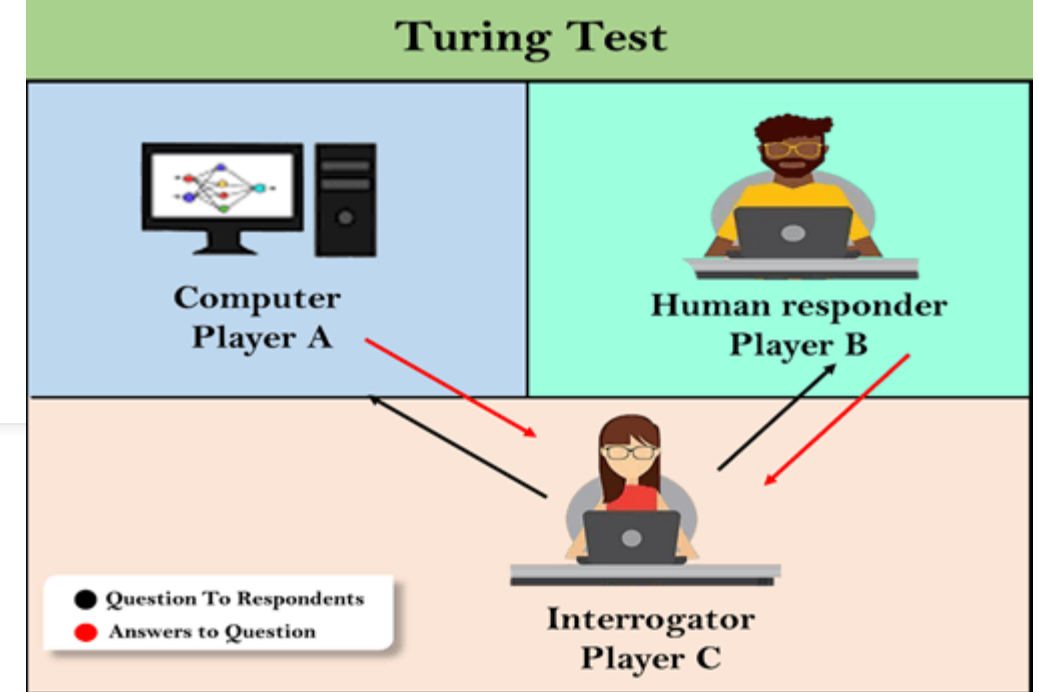 Turing Test
Computer
Player A
Human responder
Player B
Question To Respondents
Answers to Question
Interrogator
Player C